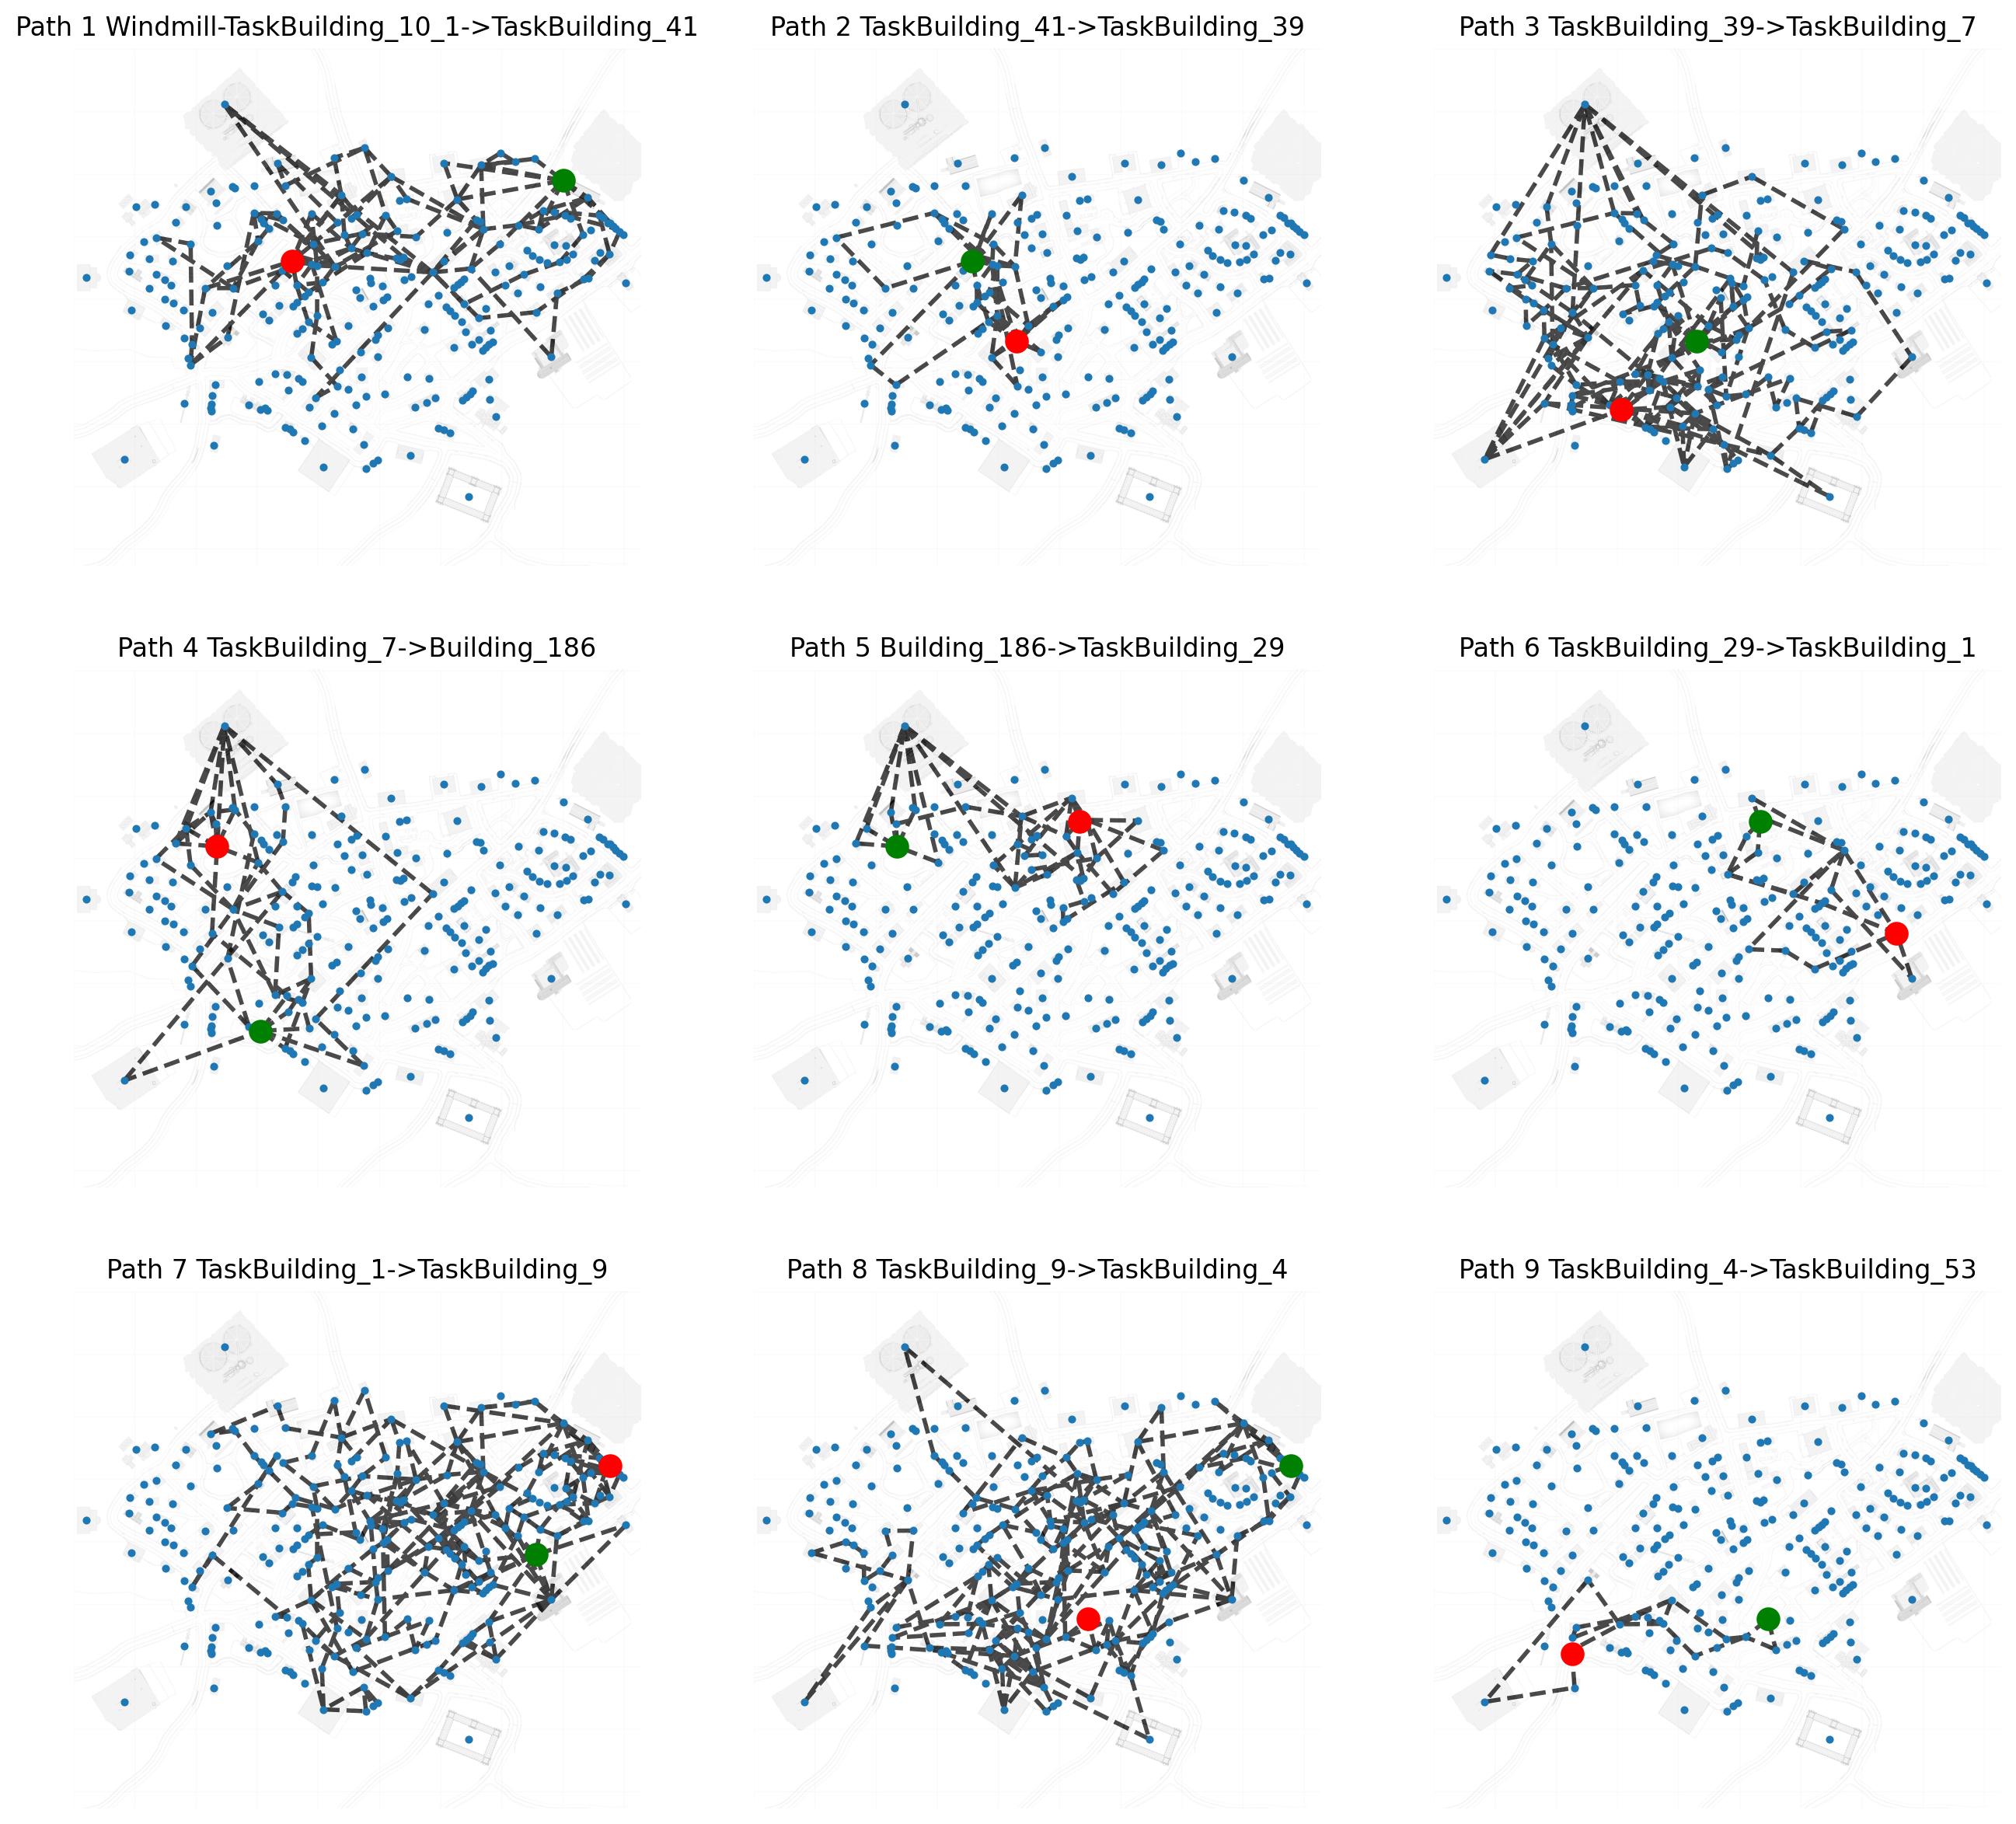 Path 1 Windmill-TaskBuilding_10_1->TaskBuilding_41
Path 2 TaskBuilding_41->TaskBuilding_39
Path 3 TaskBuilding_39->TaskBuilding_7
Path 4 TaskBuilding_7->Building_186
Path 5 Building_186->TaskBuilding_29
Path 6 TaskBuilding_29->TaskBuilding_1
Path 7 TaskBuilding_1->TaskBuilding_9
Path 8 TaskBuilding_9->TaskBuilding_4
Path 9 TaskBuilding_4->TaskBuilding_53